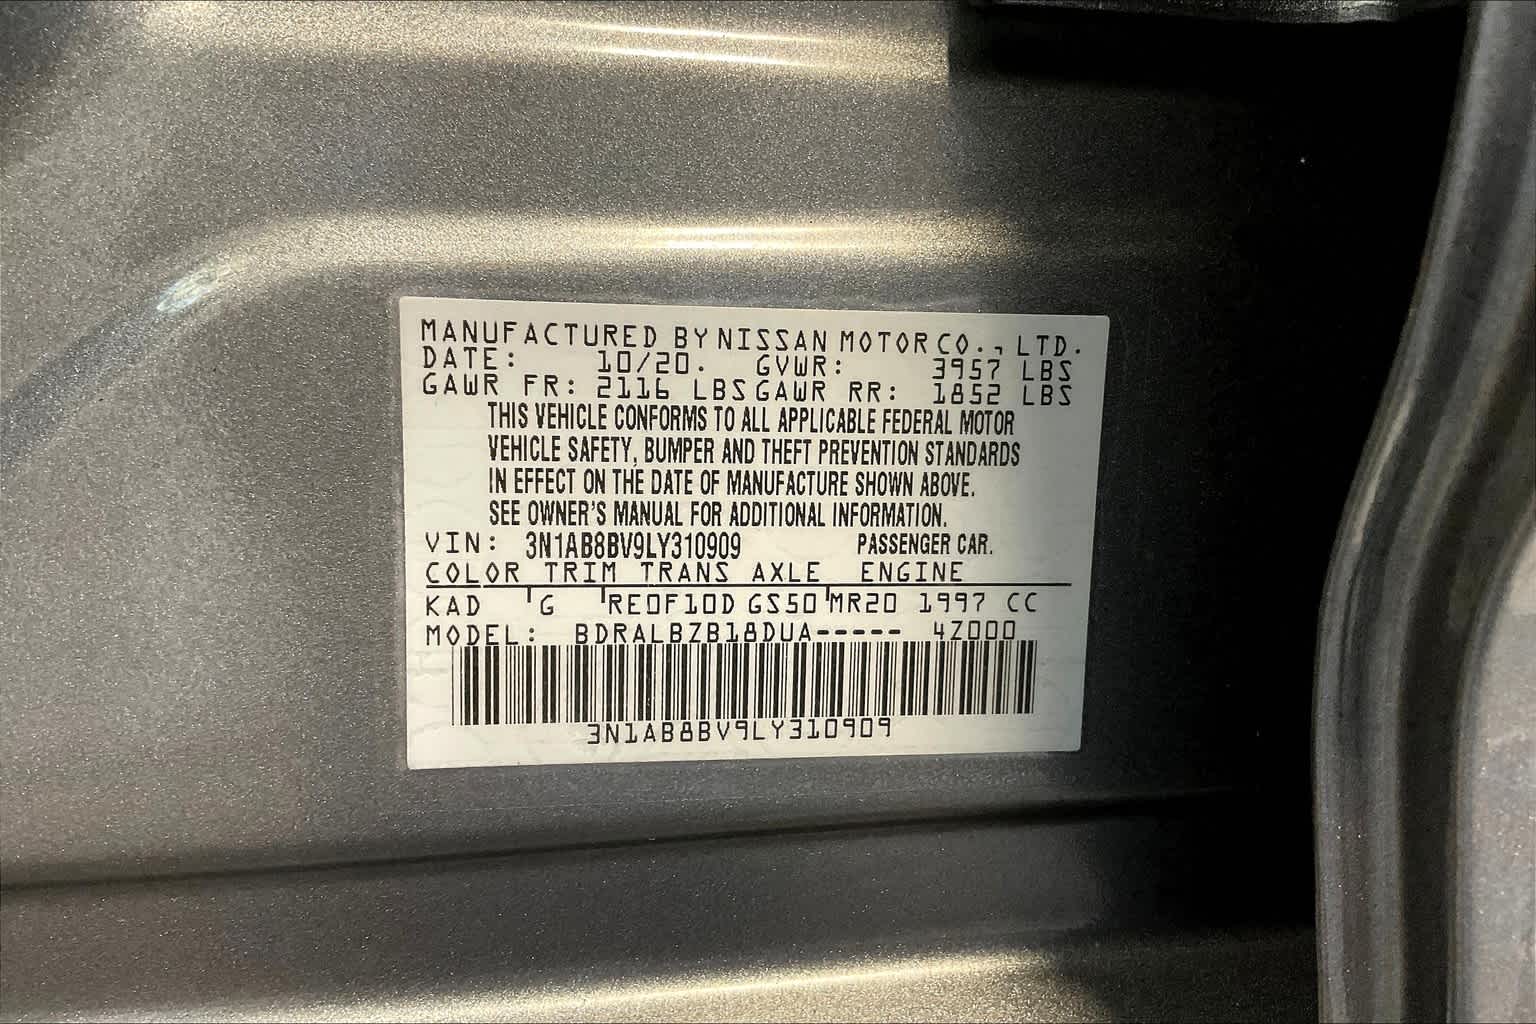 MANUFACTURED BY NISSAN MOTOR CO., LTD.
DATE: 10/20. GVWR: 3957 LBS
GAWR FR: 2116 LBS GAWR RR: 1852 LBS
THIS VEHICLE CONFORMS TO ALL APPLICABLE FEDERAL MOTOR
VEHICLE SAFETY, BUMPER AND THEFT PREVENTION STANDARDS
IN EFFECT ON THE DATE OF MANUFACTURE SHOWN ABOVE.
SEE OWNER'S MANUAL FOR ADDITIONAL INFORMATION.
VIN: 3N1AB8BV9LY310909 PASSENGER CAR.
COLOR TRIM TRANS AXLE ENGINE
KAD G RE0F10D GS50 MR20 1997 CC
MODEL: BDRALBZB18DUA----- 4Z000
3N1AB8BV9LY310909